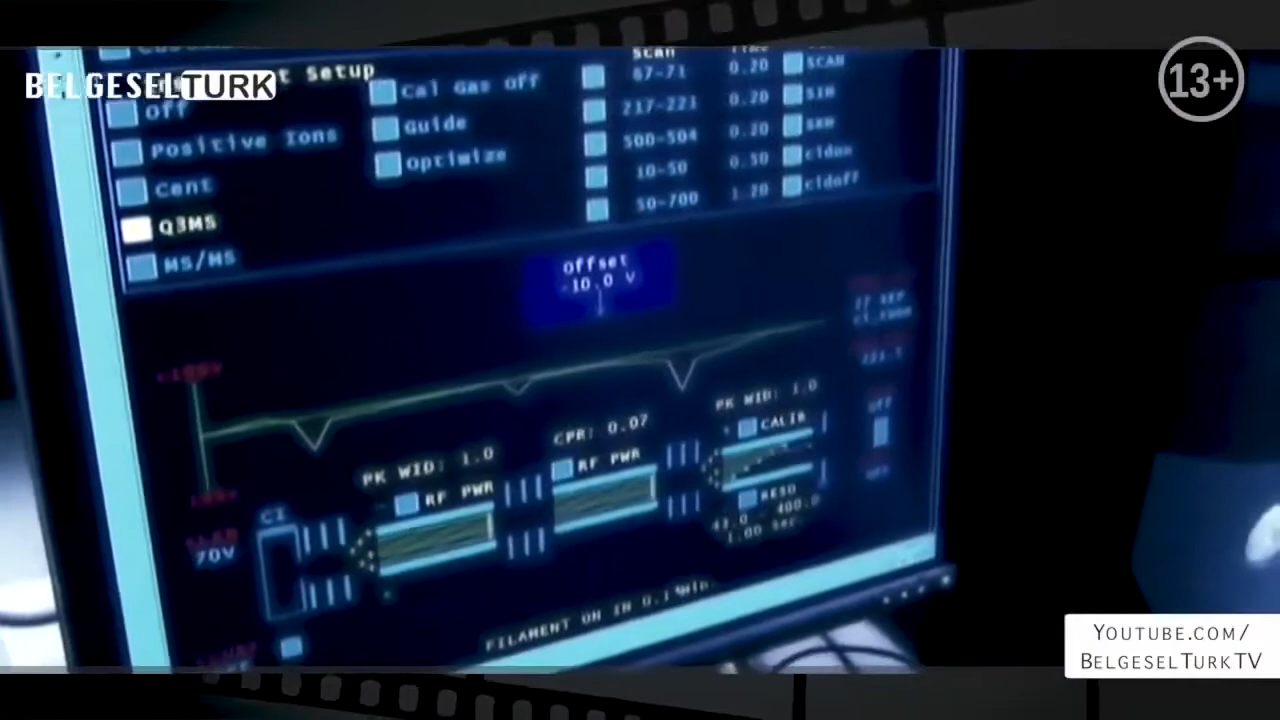 BELGESELTURK
13+
t Setup
Off
Positive Ions
Cent
Q3MS
MS/MS
Cal Gas Off
Guide
Optimize
Scan
67-71 0.20 SCAN
217-221 0.20 SIM
500-504 0.20
10-50 0.50
50-700 1.20 cidoff
Offset
-10.0 V
PK WID: 1.0
CALIB
CPR: 0.07
RF PWR
PK WID: 1.0
RF PWR
RESO
1.00 Sec
CI
70V
FILAMENT ON IN
YOUTUBE.COM/
BELGESELTURKTV